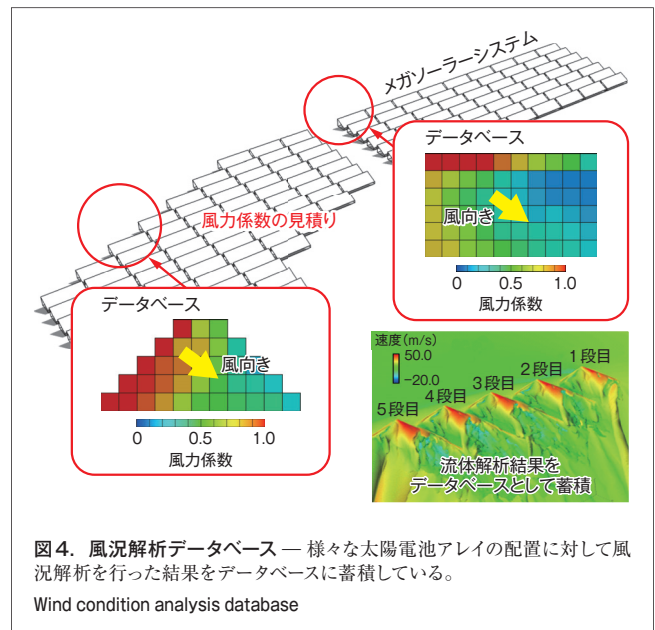 メガソーラーシステム
データベース
風向き
0 0.5 1.0
風力係数
風力係数の見積り
データベース
風向き
0 0.5 1.0
風力係数
速度(m/s)
50.0
-20.0
1段目
2段目
3段目
4段目
5段目
流体解析結果を
データベースとして蓄積
図4. 風況解析データベース — 様々な太陽電池アレイの配置に対して風
況解析を行った結果をデータベースに蓄積している。
Wind condition analysis database